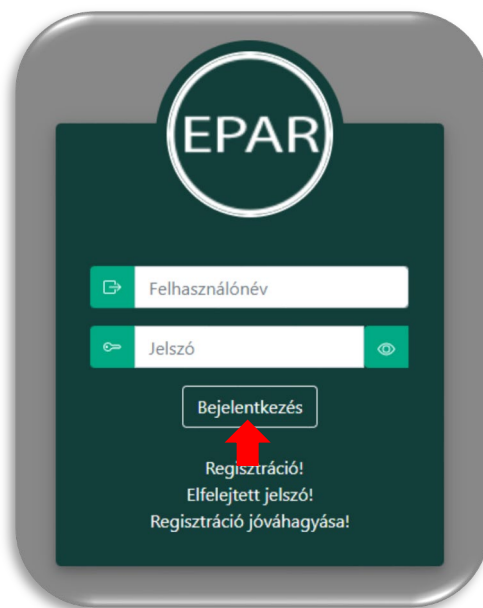 EPAR
Felhasználónév
Jelszó
Bejelentkezés
Regisztráció!
Elfelejtett jelszó!
Regisztráció jóváhagyása!